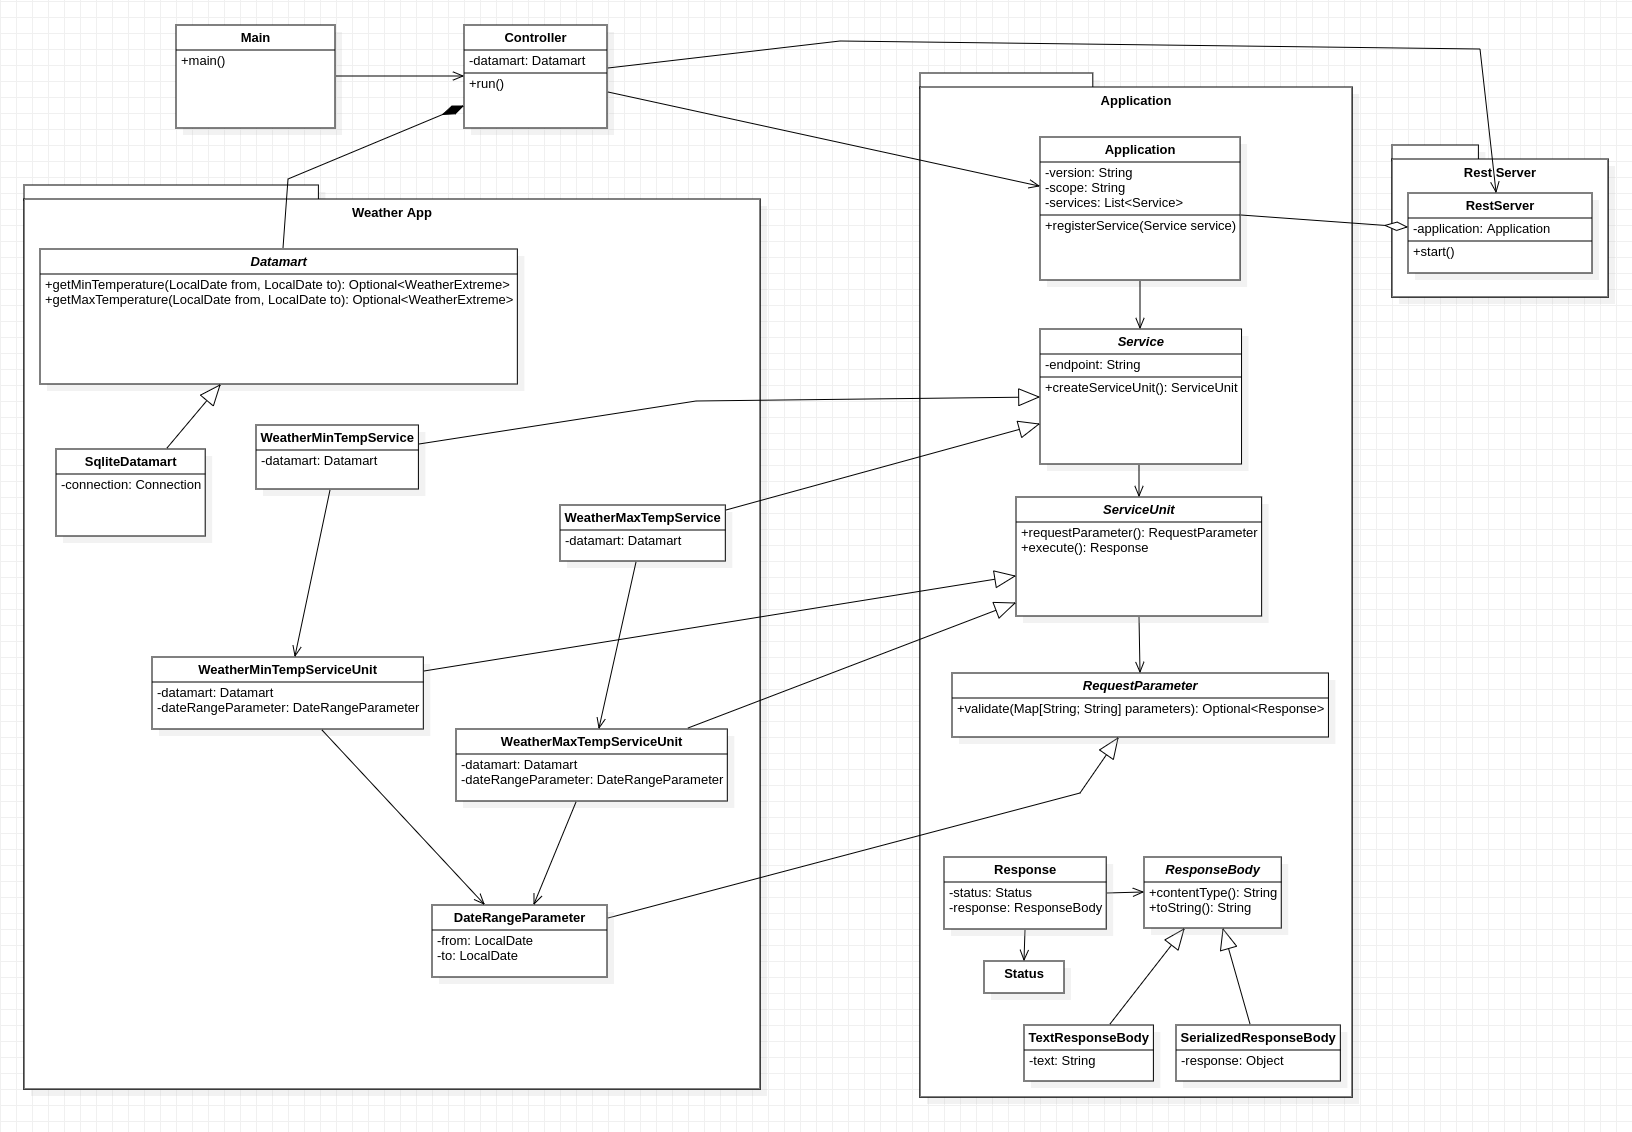 Main
+main()
Controller
-datamart: Datamart
+run()
Weather App
Datamart
+getMinTemperature(LocalDate from, LocalDate to): Optional<WeatherExtreme>
+getMaxTemperature(LocalDate from, LocalDate to): Optional<WeatherExtreme>
SqliteDatamart
-connection: Connection
WeatherMinTempService
-datamart: Datamart
WeatherMaxTempService
-datamart: Datamart
WeatherMinTempServiceUnit
-datamart: Datamart
-dateRangeParameter: DateRangeParameter
WeatherMaxTempServiceUnit
-datamart: Datamart
-dateRangeParameter: DateRangeParameter
DateRangeParameter
-from: LocalDate
-to: LocalDate
Application
Application
-version: String
-scope: String
-services: List<Service>
+registerService(Service service)
Service
-endpoint: String
+createServiceUnit(): ServiceUnit
ServiceUnit
+requestParameter(): RequestParameter
+execute(): Response
RequestParameter
+validate(Map[String; String] parameters): Optional<Response>
Response
-status: Status
-response: ResponseBody
ResponseBody
+contentType(): String
+toString(): String
Status
TextResponseBody
-text: String
SerializedResponseBody
-response: Object
Rest Server
RestServer
-application: Application
+start()